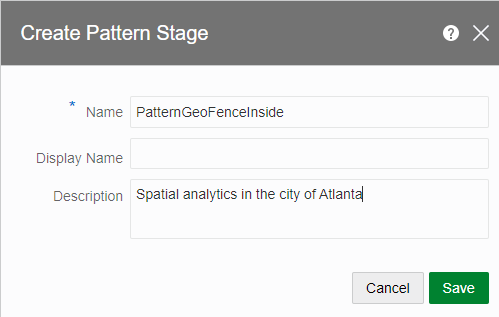 Create Pattern Stage ? ×
* Name PatternGeoFenceInside
Display Name
Description Spatial analytics in the city of Atlanta
Cancel Save